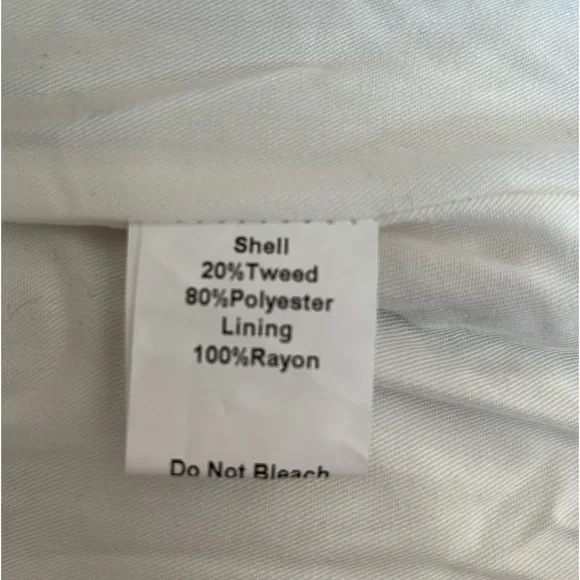 Shell
20%Tweed
80%Polyester
Lining
100%Rayon
Do Not Bleach